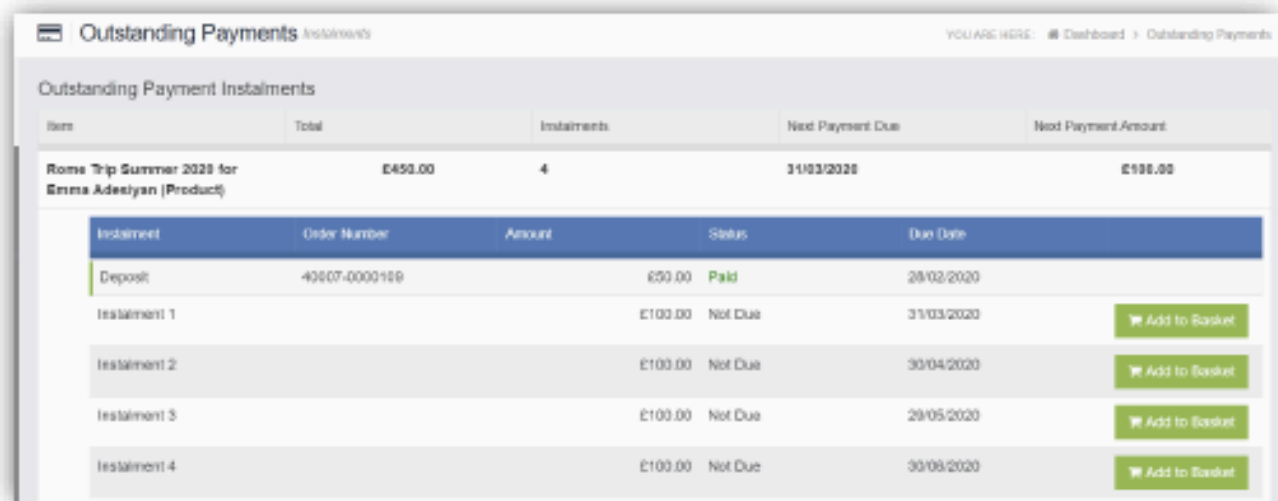 Outstanding Payments Instalments
YOU ARE HERE: Dashboard > Outstanding Payments
Outstanding Payment Instalments
Item Total Instalments Next Payment Due Next Payment Amount
Rome Trip Summer 2020 for £450.00 4 31/03/2020 £100.00
Emma Adesiyan (Product)
Instalment Order Number Amount Status Due Date
Deposit 40007-0000109 £50.00 Paid 28/02/2020
Instalment 1 £100.00 Not Due 31/03/2020 Add to Basket
Instalment 2 £100.00 Not Due 30/04/2020 Add to Basket
Instalment 3 £100.00 Not Due 29/05/2020 Add to Basket
Instalment 4 £100.00 Not Due 30/06/2020 Add to Basket